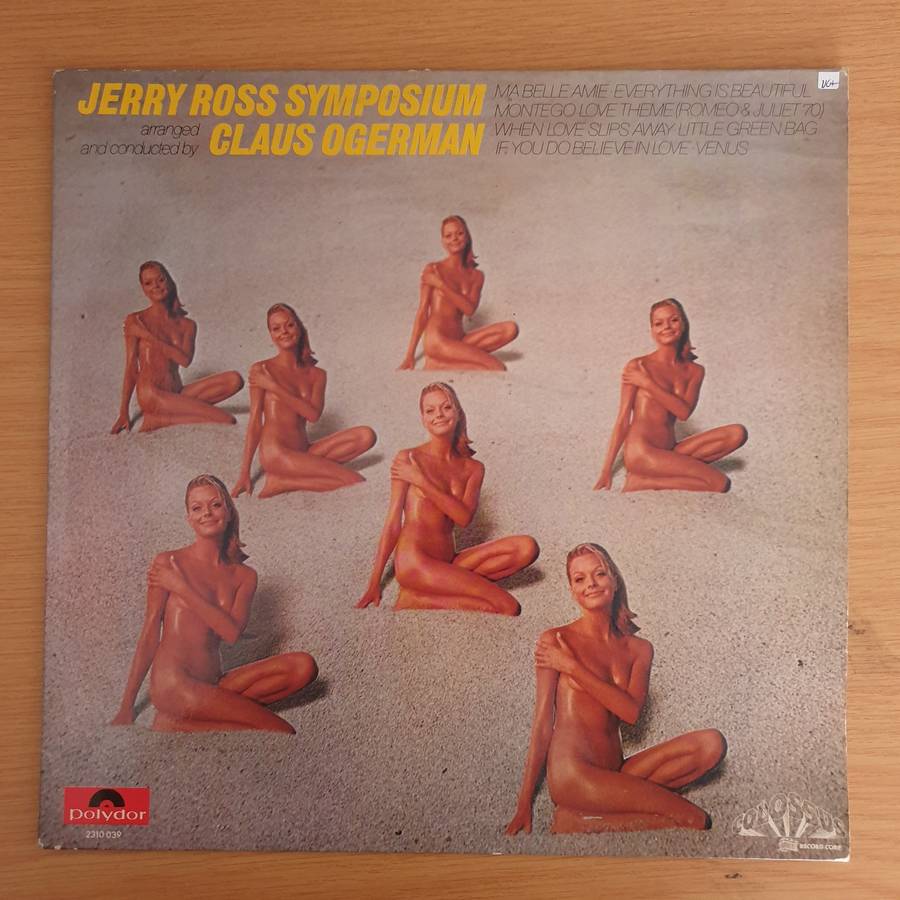 JERRY ROSS SYMPOSIUM
arranged
and conducted by CLAUS OGERMAN
MA BELLE AMIE · EVERYTHING IS BEAUTIFUL
MONTEGO · LOVE THEME (ROMEO & JULIET '70)
WHEN LOVE SLIPS AWAY · LITTLE GREEN BAG
IF YOU DO BELIEVE IN LOVE · VENUS
VG+
polydor
2310 039
COLOSSUS
RECORD CORP.